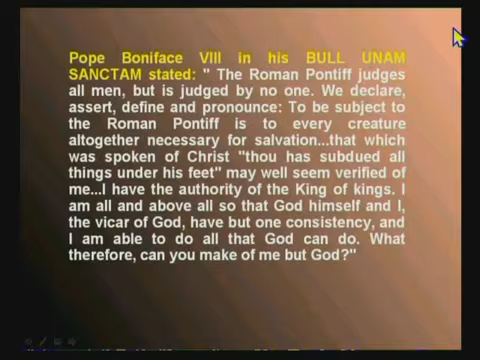 Pope Boniface VIII in his BULL UNAM
SANCTAM stated: " The Roman Pontiff judges
all men, but is judged by no one. We declare,
assert, define and pronounce: To be subject to
the Roman Pontiff is to every creature
altogether necessary for salvation...that which
was spoken of Christ "thou has subdued all
things under his feet" may well seem verified of
me...I have the authority of the King of kings. I
am all and above all so that God himself and I,
the vicar of God, have but one consistency, and
I am able to do all that God can do. What
therefore, can you make of me but God?"